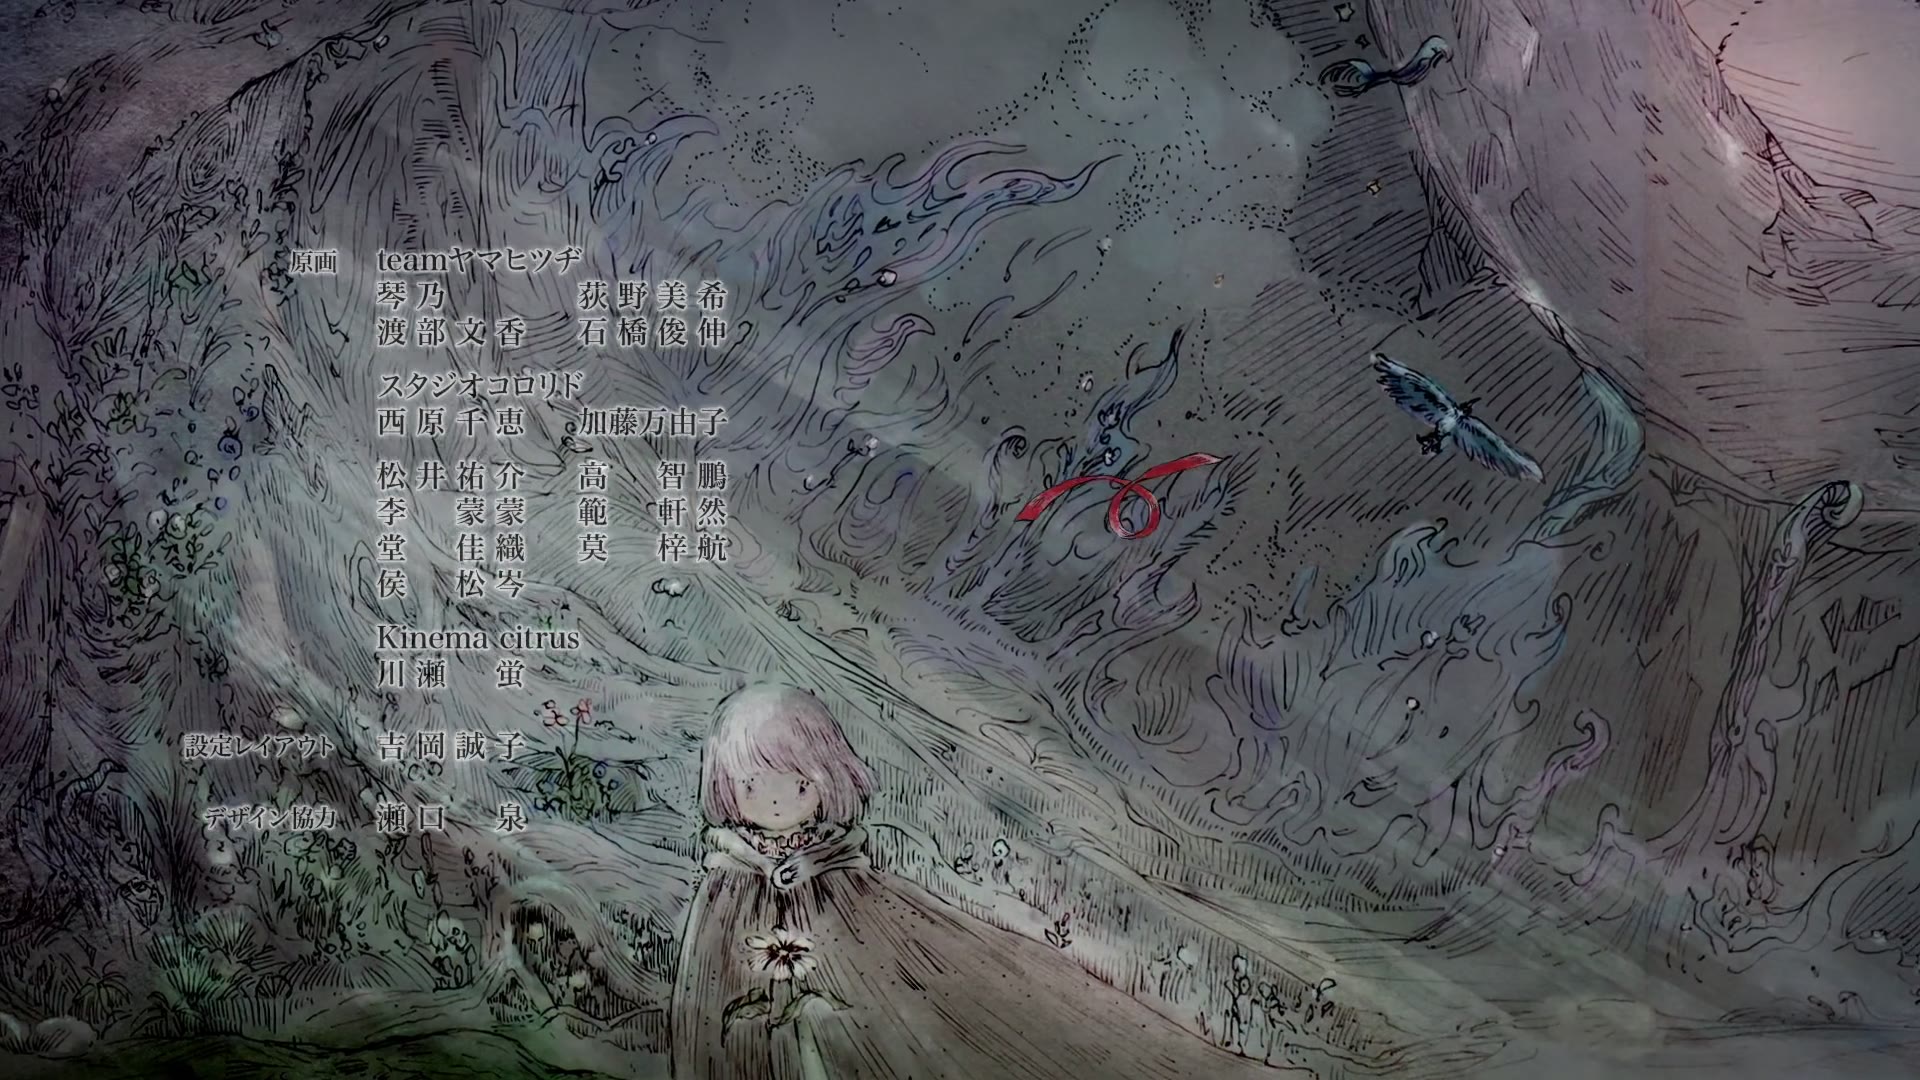 原画 teamヤマヒツヂ
琴乃 荻野美希
渡部文香 石橋俊伸
スタジオコロリド
西原千恵 加藤万由子
松井祐介 高智鵬
李蒙蒙 範軒然
堂佳織 莫梓航
侯松岑
Kinema citrus
川瀬蛍
設定レイアウト 吉岡誠子
デザイン協力 瀬口泉